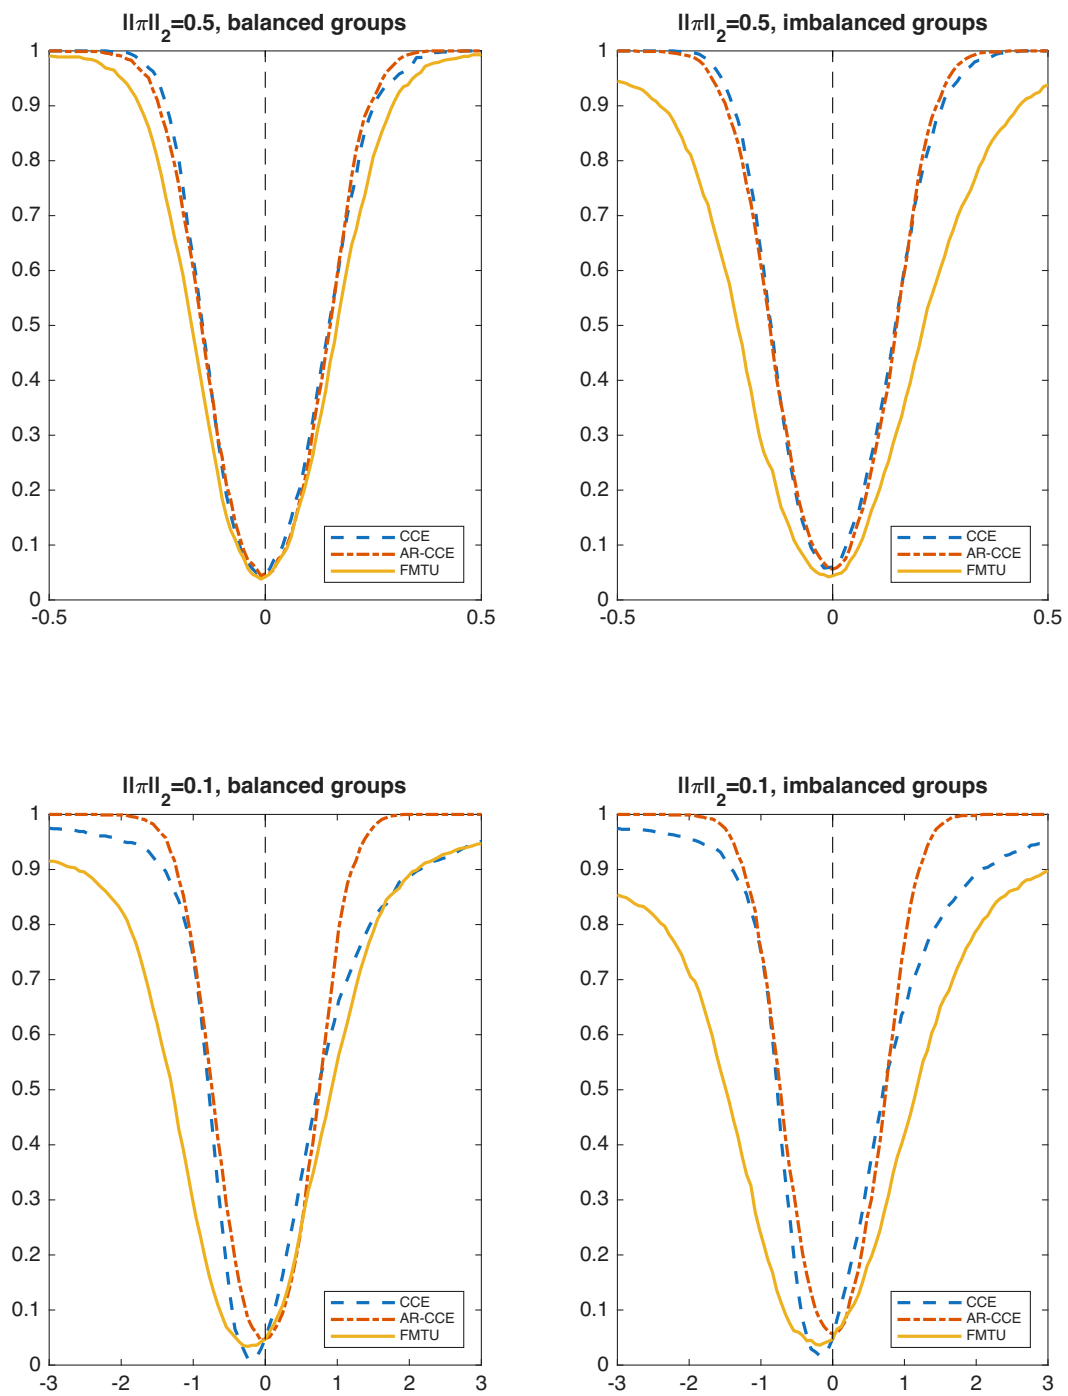 ||π||₂=0.5, balanced groups
1
0.9
0.8
0.7
0.6
0.5
0.4
0.3
0.2
0.1
0
-0.5 0 0.5
CCE
AR-CCE
FMTU
||π||₂=0.5, imbalanced groups
1
0.9
0.8
0.7
0.6
0.5
0.4
0.3
0.2
0.1
0
-0.5 0 0.5
CCE
AR-CCE
FMTU
||π||₂=0.1, balanced groups
1
0.9
0.8
0.7
0.6
0.5
0.4
0.3
0.2
0.1
0
-3 -2 -1 0 1 2 3
CCE
AR-CCE
FMTU
||π||₂=0.1, imbalanced groups
1
0.9
0.8
0.7
0.6
0.5
0.4
0.3
0.2
0.1
0
-3 -2 -1 0 1 2 3
CCE
AR-CCE
FMTU